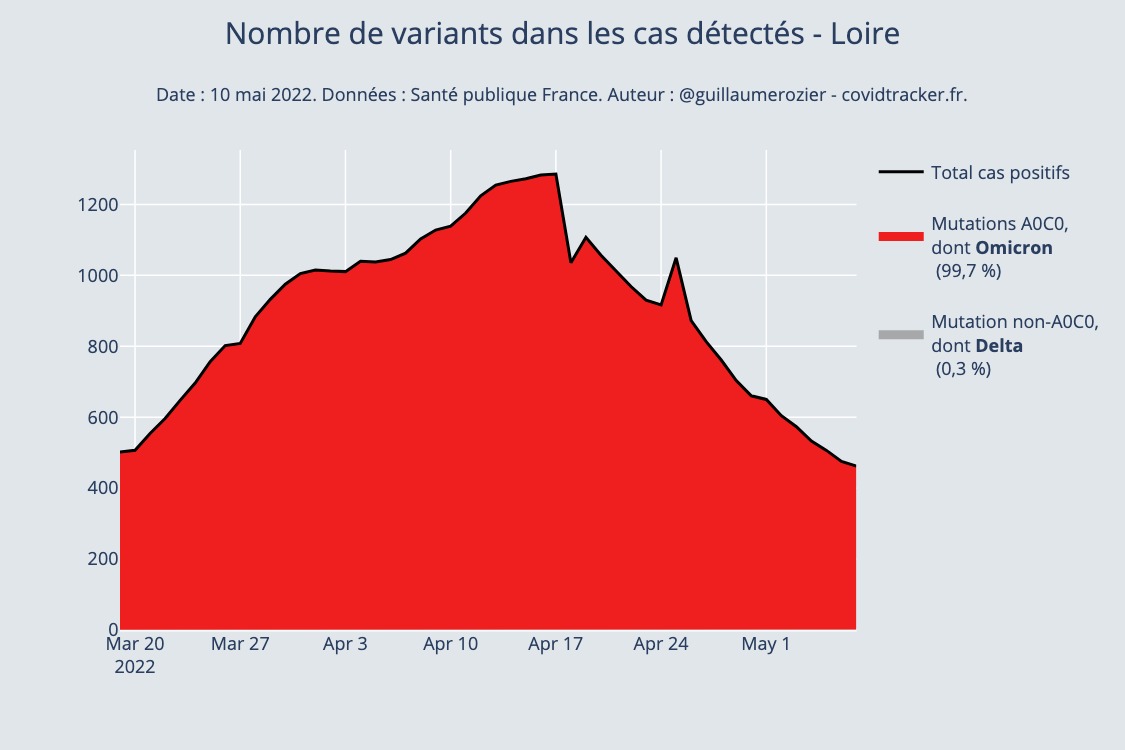 Nombre de variants dans les cas détectés - Loire
Date : 10 mai 2022. Données : Santé publique France. Auteur : @guillaumerozier - covidtracker.fr.
Total cas positifs
Mutations A0C0,
dont Omicron
(99,7 %)
Mutation non-A0C0,
dont Delta
(0,3 %)
1200
1000
800
600
400
200
0
Mar 20
2022
Mar 27
Apr 3
Apr 10
Apr 17
Apr 24
May 1